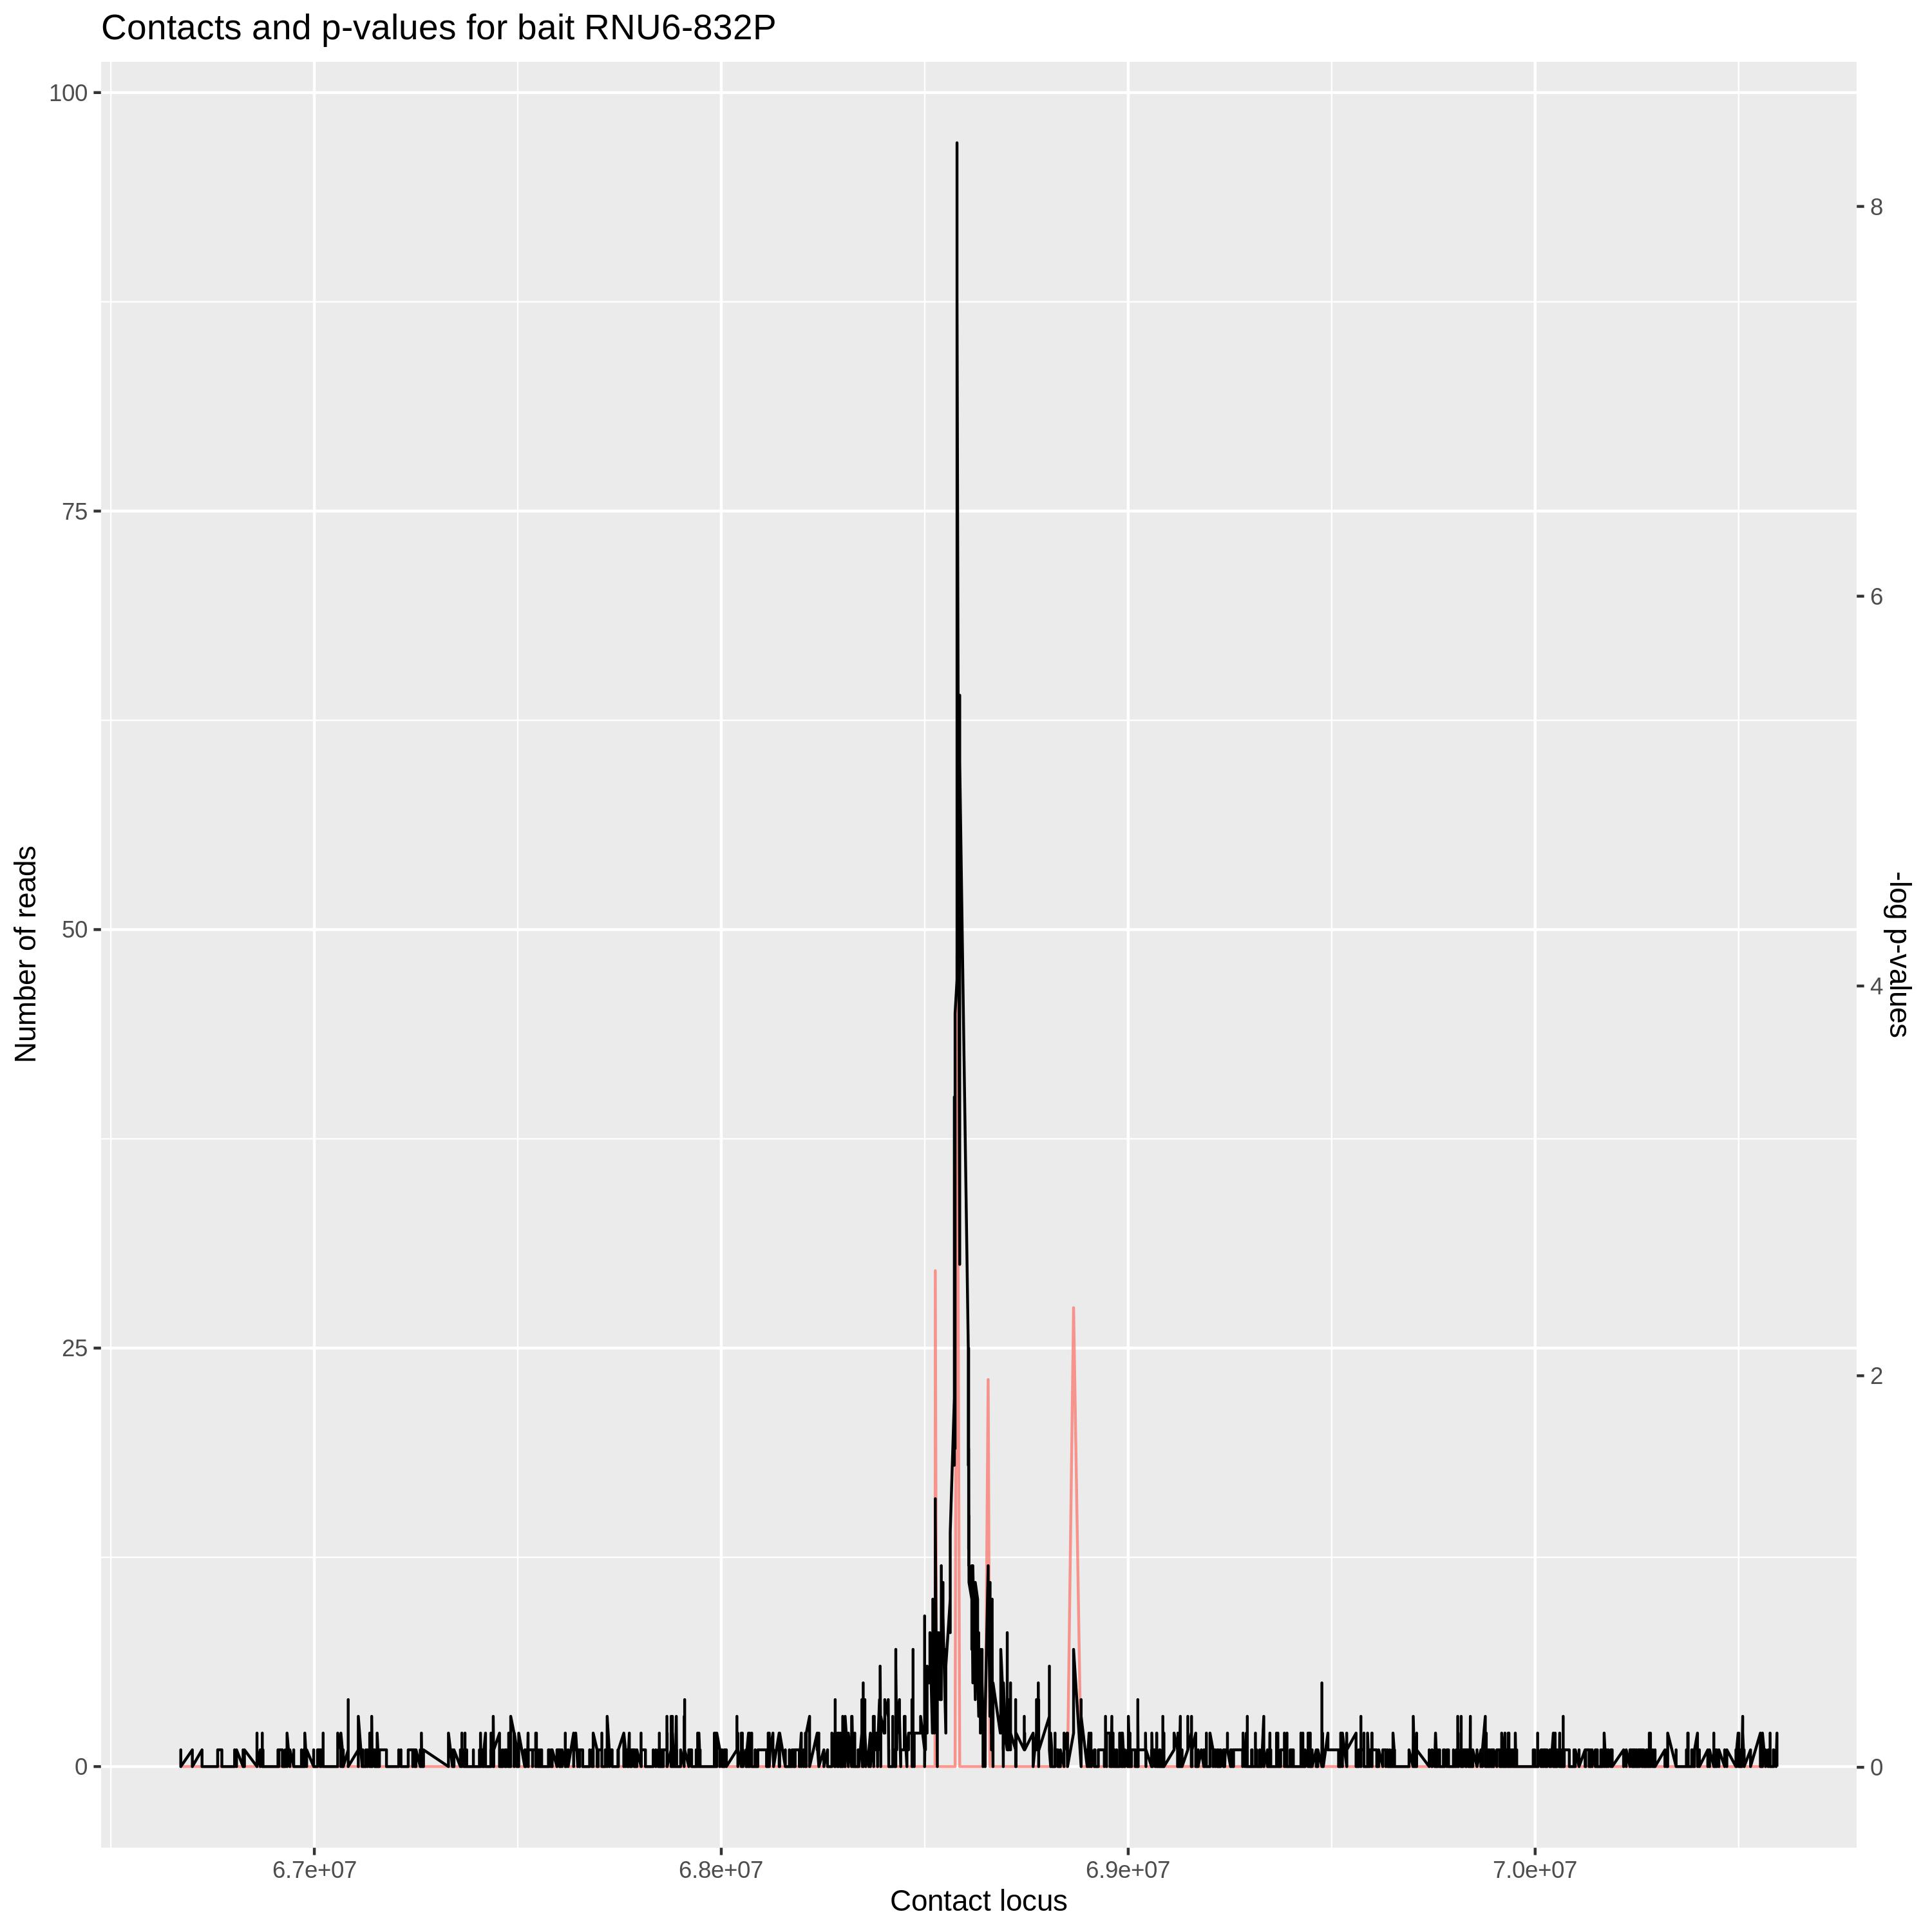 Contacts and p-values for bait RNU6-832P
100
75
50
25
0
Number of reads
8
6
4
2
0
-log p-values
6.7e+07
6.8e+07
6.9e+07
7.0e+07
Contact locus